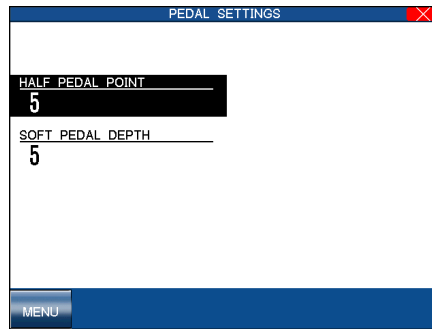 PEDAL SETTINGS
HALF PEDAL POINT
5
SOFT PEDAL DEPTH
5
MENU